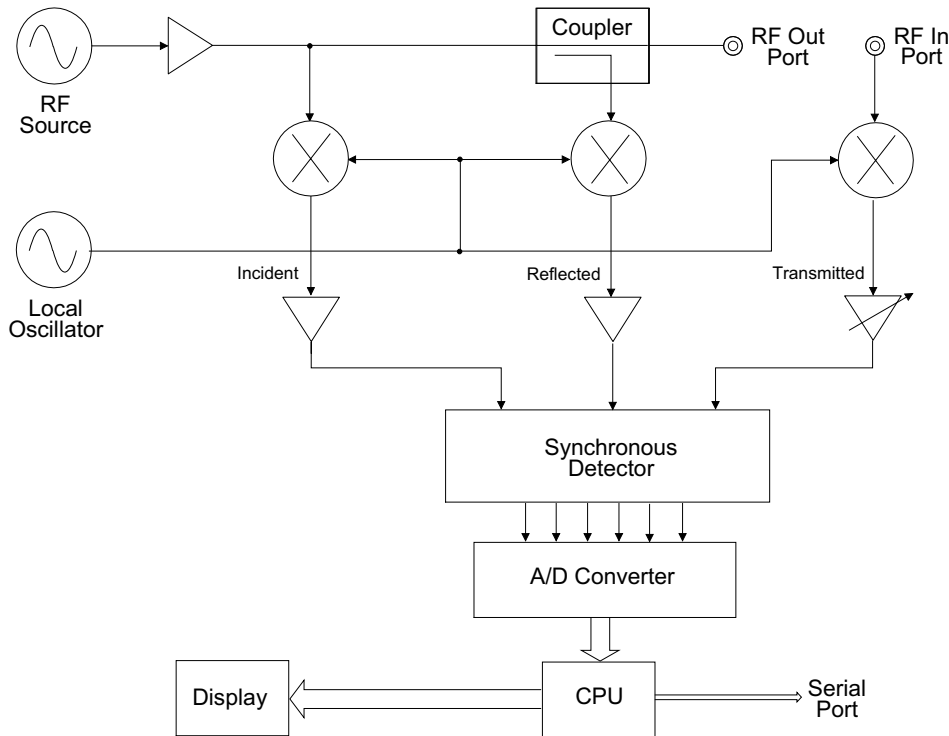 Coupler
RF Out
Port
RF In
Port
RF
Source
Incident
Reflected
Transmitted
Local
Oscillator
Synchronous
Detector
A/D Converter
Display
CPU
Serial
Port